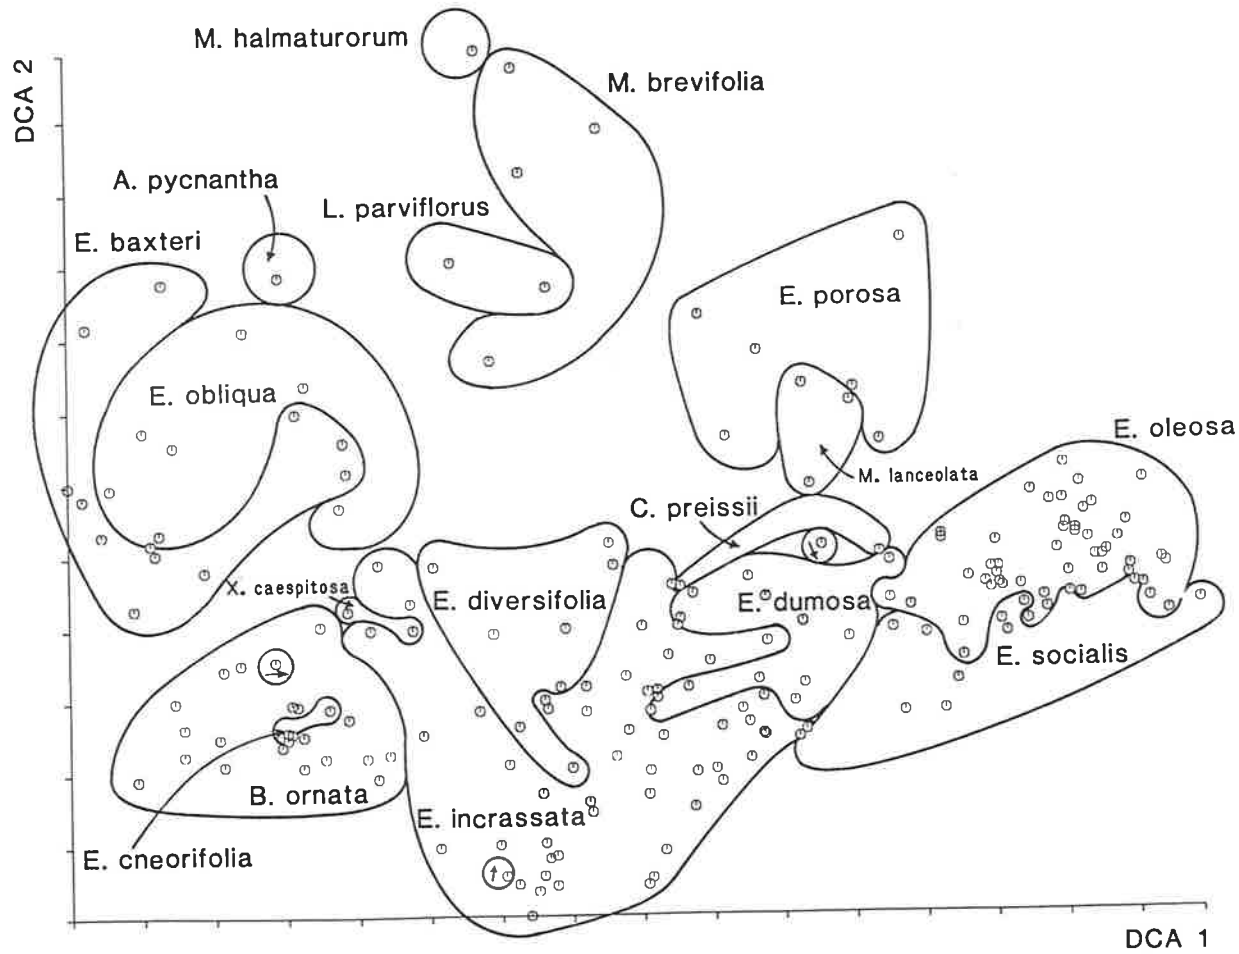 M. halmaturorum
DCA 2
M. brevifolia
A. pycnantha
L. parviflorus
E. baxteri
E. porosa
E. obliqua
E. oleosa
M. lanceolata
C. preissii
X. caespitosa
E. diversifolia
E. dumosa
E. socialis
B. ornata
E. incrassata
E. cneorifolia
DCA 1